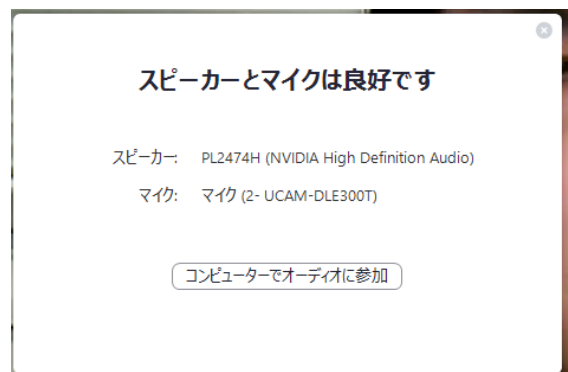 スピーカーとマイクは良好です
スピーカー: PL2474H (NVIDIA High Definition Audio)
マイク: マイク (2- UCAM-DLE300T)
コンピューターでオーディオに参加